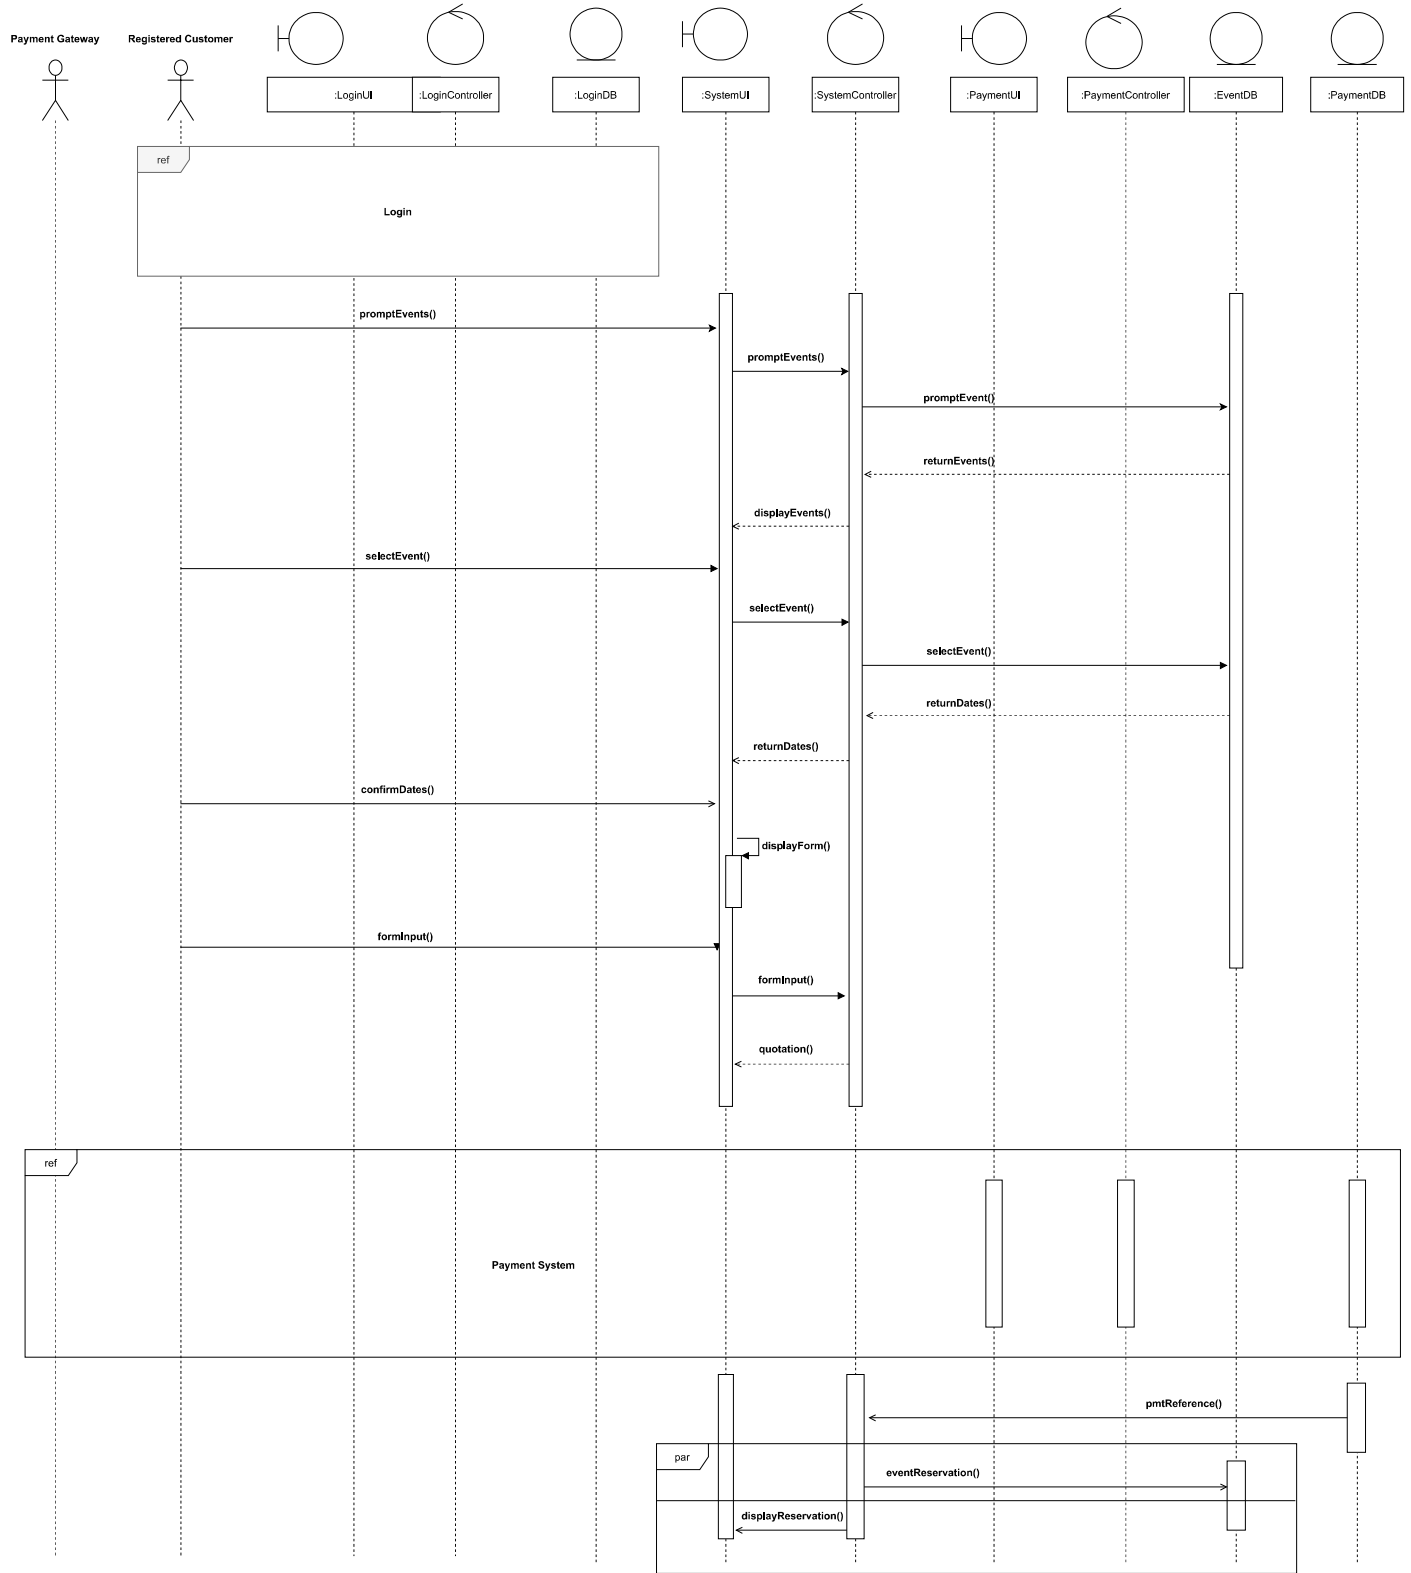 Payment Gateway
Registered Customer
:LoginUI
:LoginController
:LoginDB
:SystemUI
:SystemController
:PaymentUI
:PaymentController
:EventDB
:PaymentDB
ref
Login
promptEvents()
promptEvents()
promptEvent()
returnEvents()
displayEvents()
selectEvent()
selectEvent()
selectEvent()
returnDates()
returnDates()
confirmDates()
displayForm()
formInput()
formInput()
quotation()
ref
Payment System
pmtReference()
par
eventReservation()
displayReservation()